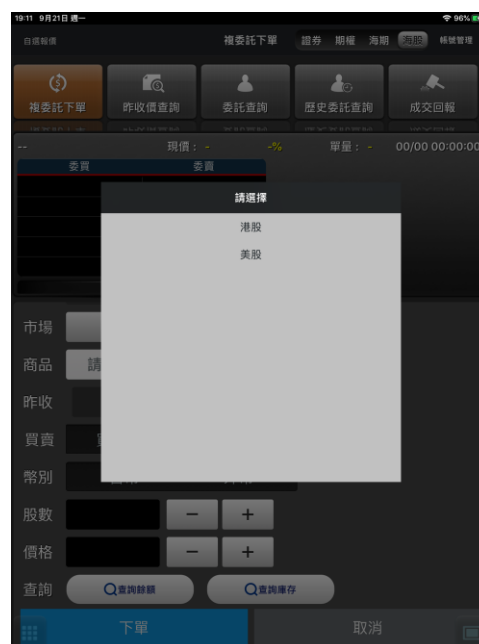 19:11 9月21日 週一 96%
自選報價 複委託下單 證券 期權 海期 海股 帳號管理
複委託下單 昨收價查詢 委託查詢 歷史委託查詢 成交回報
-- 現價： - -% 單量： - 00/00 00:00:00
委買 委賣
請選擇
港股
美股
市場
商品 請
昨收
買賣
幣別
股數 − +
價格 − +
查詢 查詢餘額 查詢庫存
下單 取消